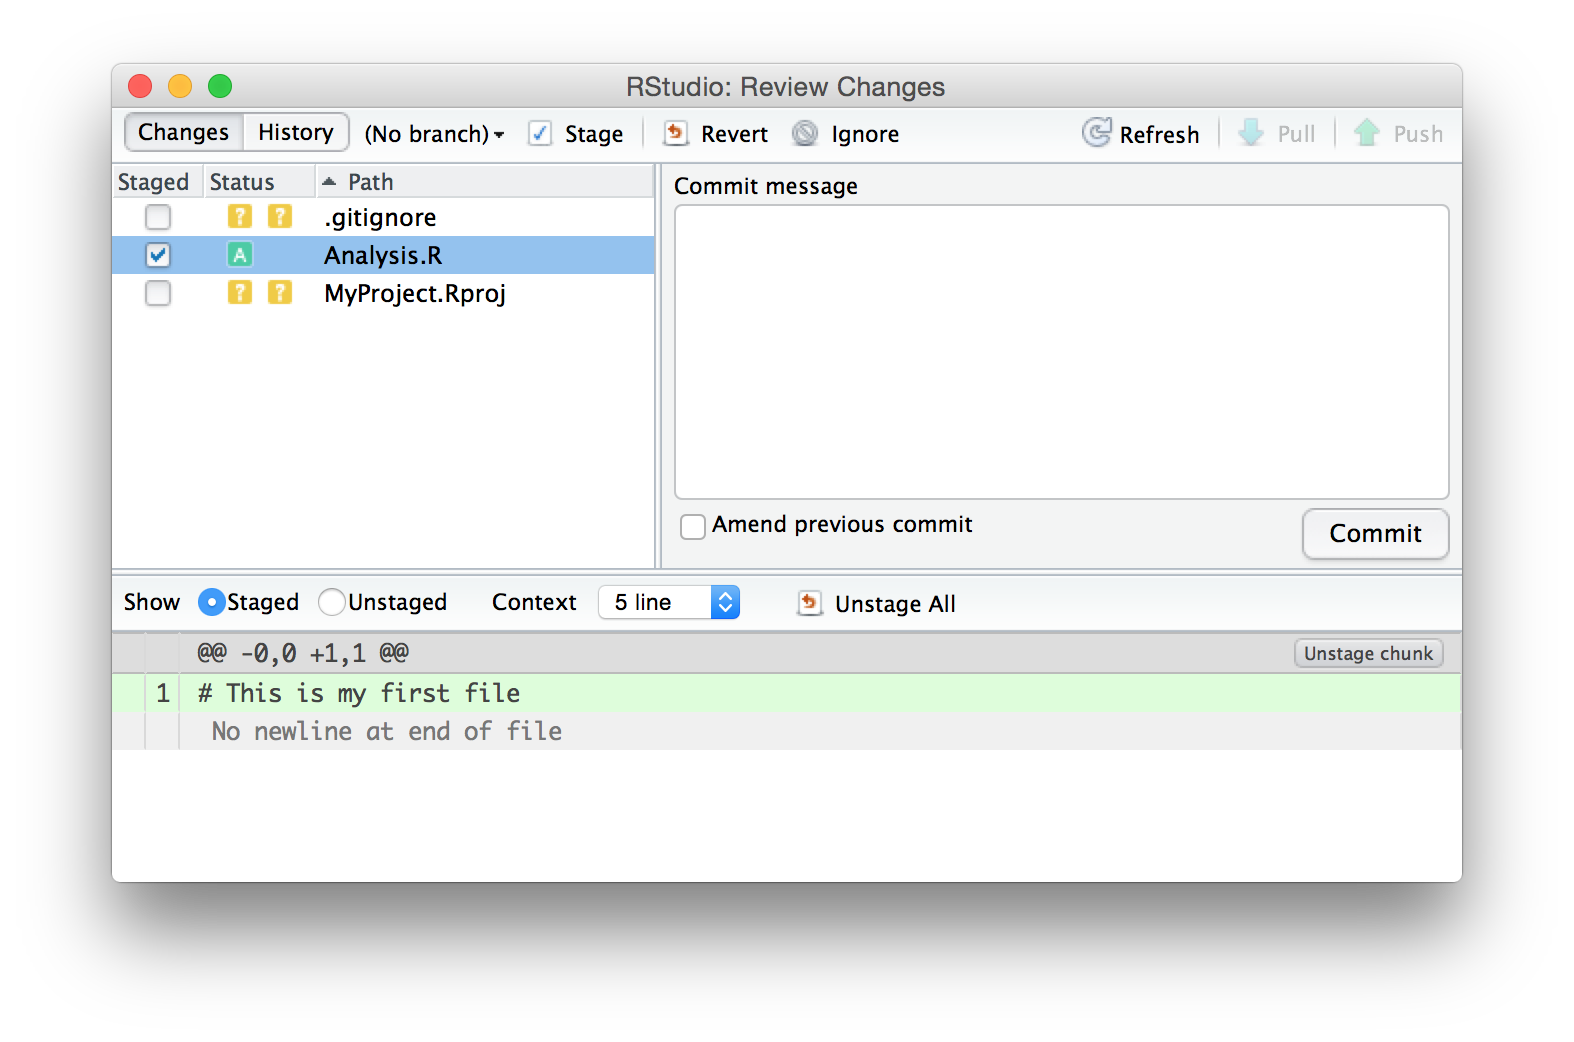 RStudio: Review Changes
Changes History (No branch) Stage Revert Ignore Refresh Pull Push
Staged Status Path
? ? .gitignore
A Analysis.R
? ? MyProject.Rproj
Commit message
Amend previous commit
Commit
Show Staged Unstaged Context 5 line Unstage All
@@ -0,0 +1,1 @@ Unstage chunk
1 # This is my first file
No newline at end of file